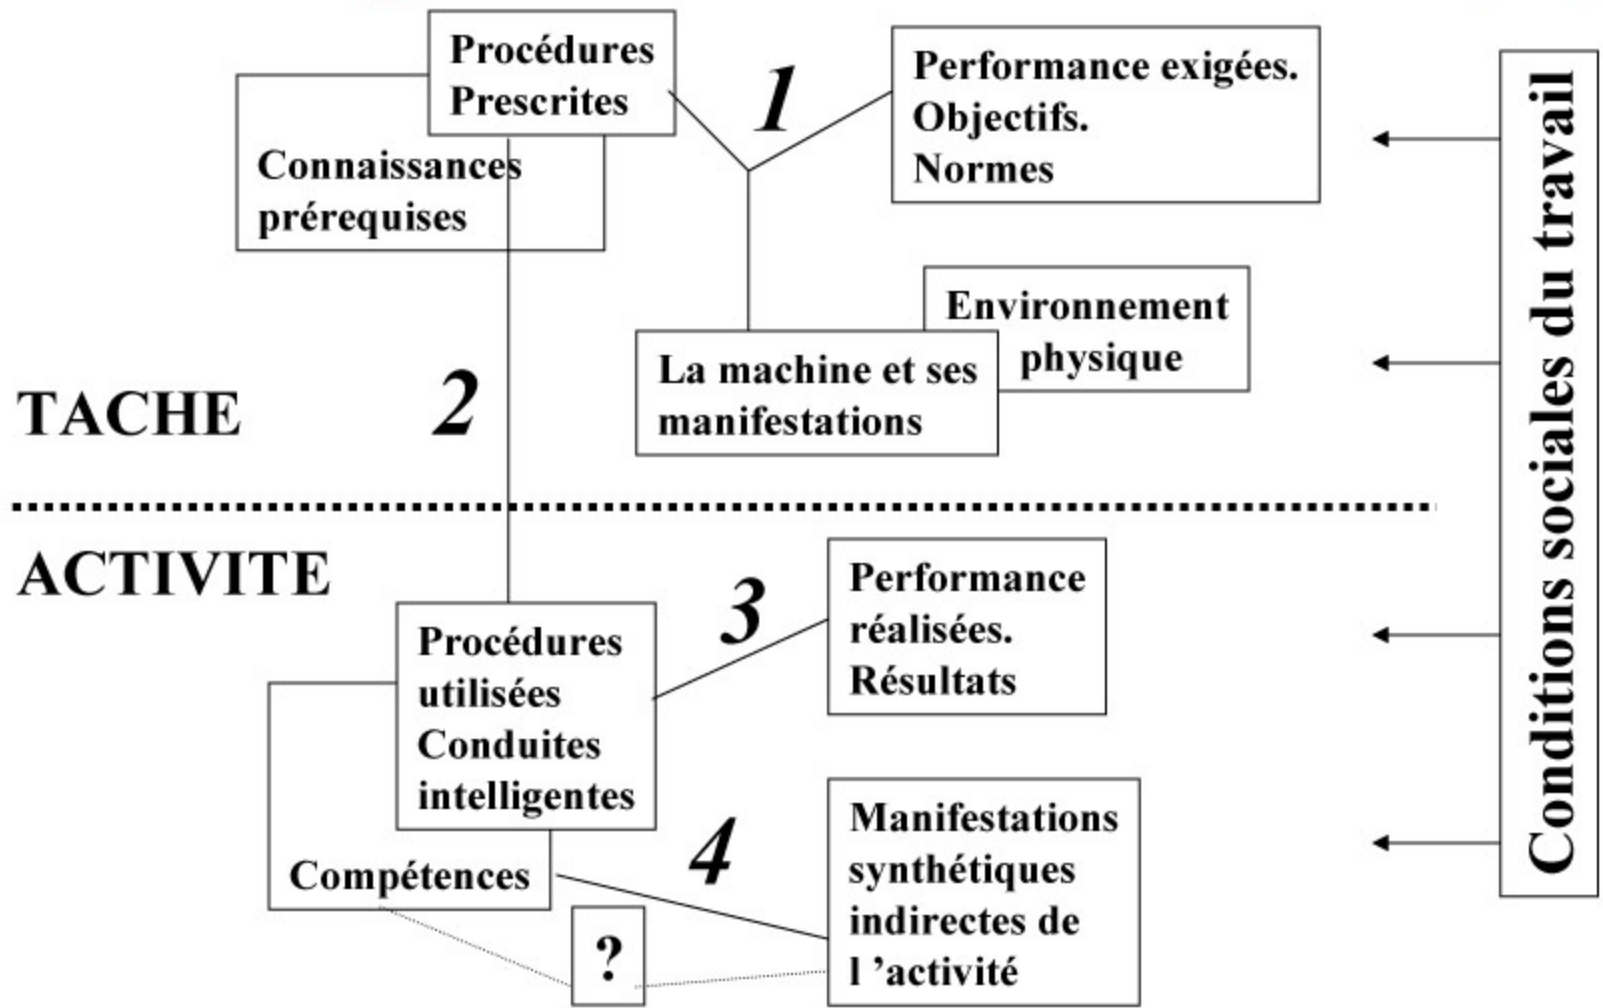 Procédures
Prescrites
1
Performance exigées.
Objectifs.
Normes
Connaissances
prérequises
Environnement
physique
La machine et ses
manifestations
TACHE
2
Conditions sociales du travail
ACTIVITE
Procédures
utilisées
Conduites
intelligentes
3
Performance
réalisées.
Résultats
Compétences
4
Manifestations
synthétiques
indirectes de
l ’activité
?